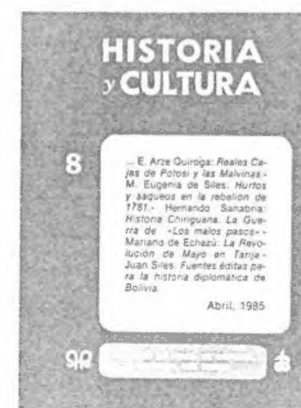 HISTORIA
y CULTURA
8
... E. Arze Quiroga: Reales Ca-
jas de Potosí y las Malvinas.-
M. Eugenia de Siles: Hurtos
y saqueos en la rebelión de
1781.- Hernando Sanabria:
Historia Chiriguana. La Gue-
rra de «Los malos pasos».-
Mariano de Echazú: La Revo-
lución de Mayo en Tarija.-
Juan Siles: Fuentes éditas pa-
ra la historia diplomática de
Bolivia.
Abril, 1985